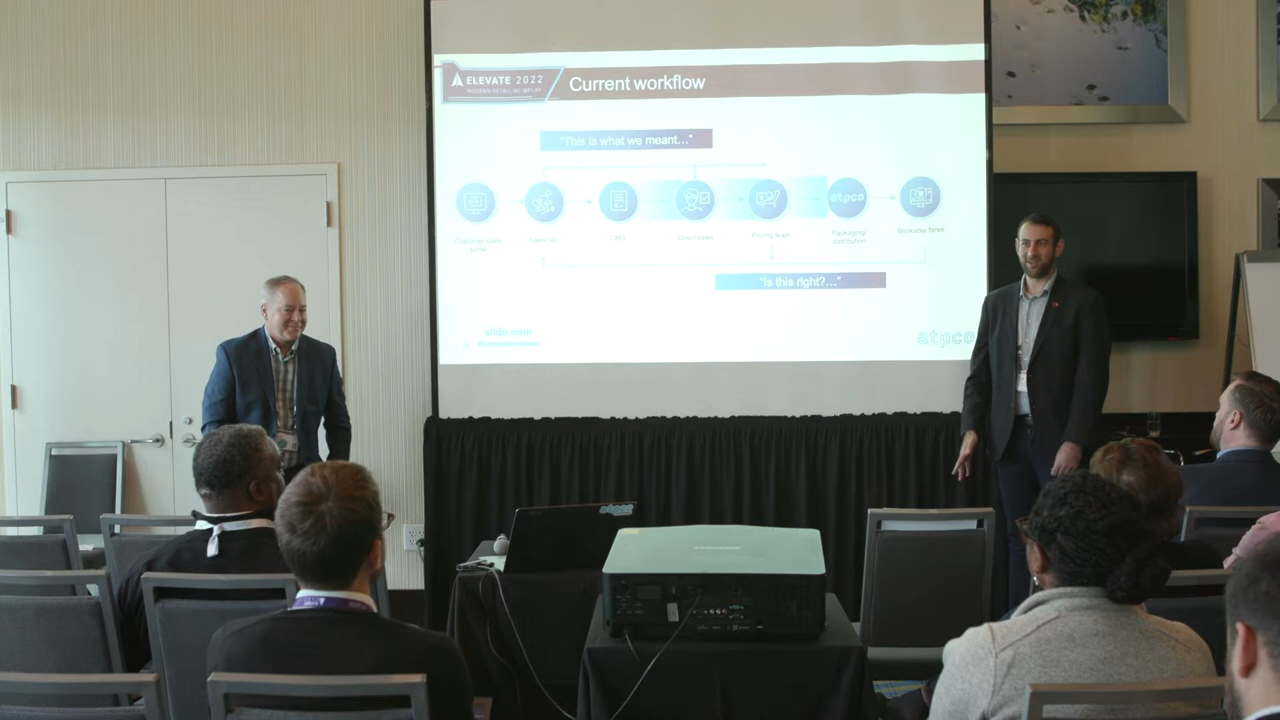 ELEVATE 2022
Current workflow
"This is what we meant..."
atpco
Customer sales
portal
Sales rep
CMS
Direct sales
Pricing team
Packaging/
distribution
Bookable fares
"Is this right?..."
slido.com
atpco
atpco